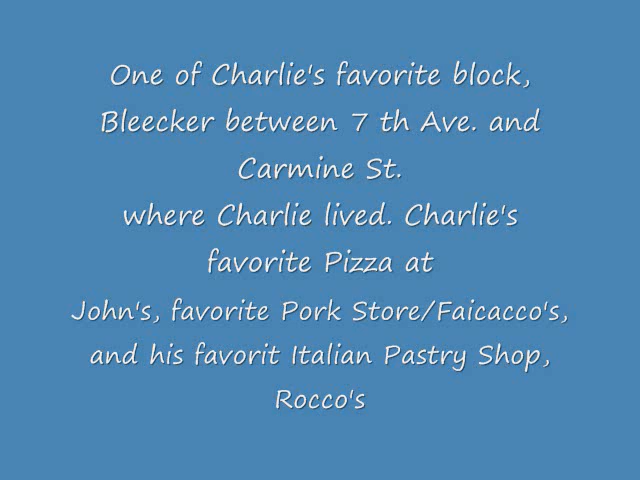 One of Charlie's favorite block,
Bleecker between 7 th Ave. and
Carmine St.
where Charlie lived. Charlie's
favorite Pizza at
John's, favorite Pork Store/Faicacco's,
and his favorit Italian Pastry Shop,
Rocco's